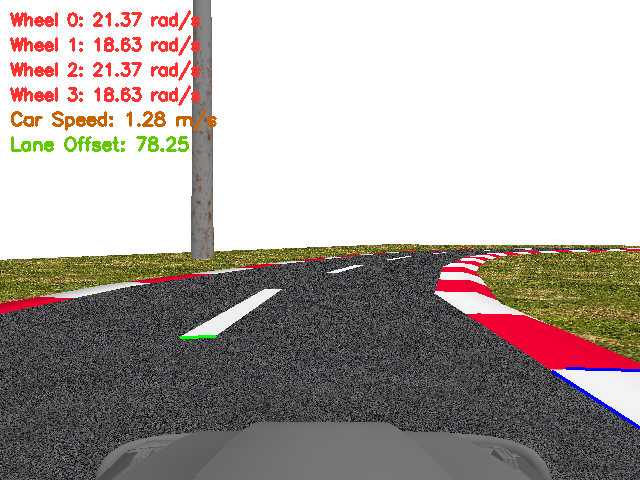 Wheel 0: 21.37 rad/s
Wheel 1: 18.63 rad/s
Wheel 2: 21.37 rad/s
Wheel 3: 18.63 rad/s
Car Speed: 1.28 m/s
Lane Offset: 78.25